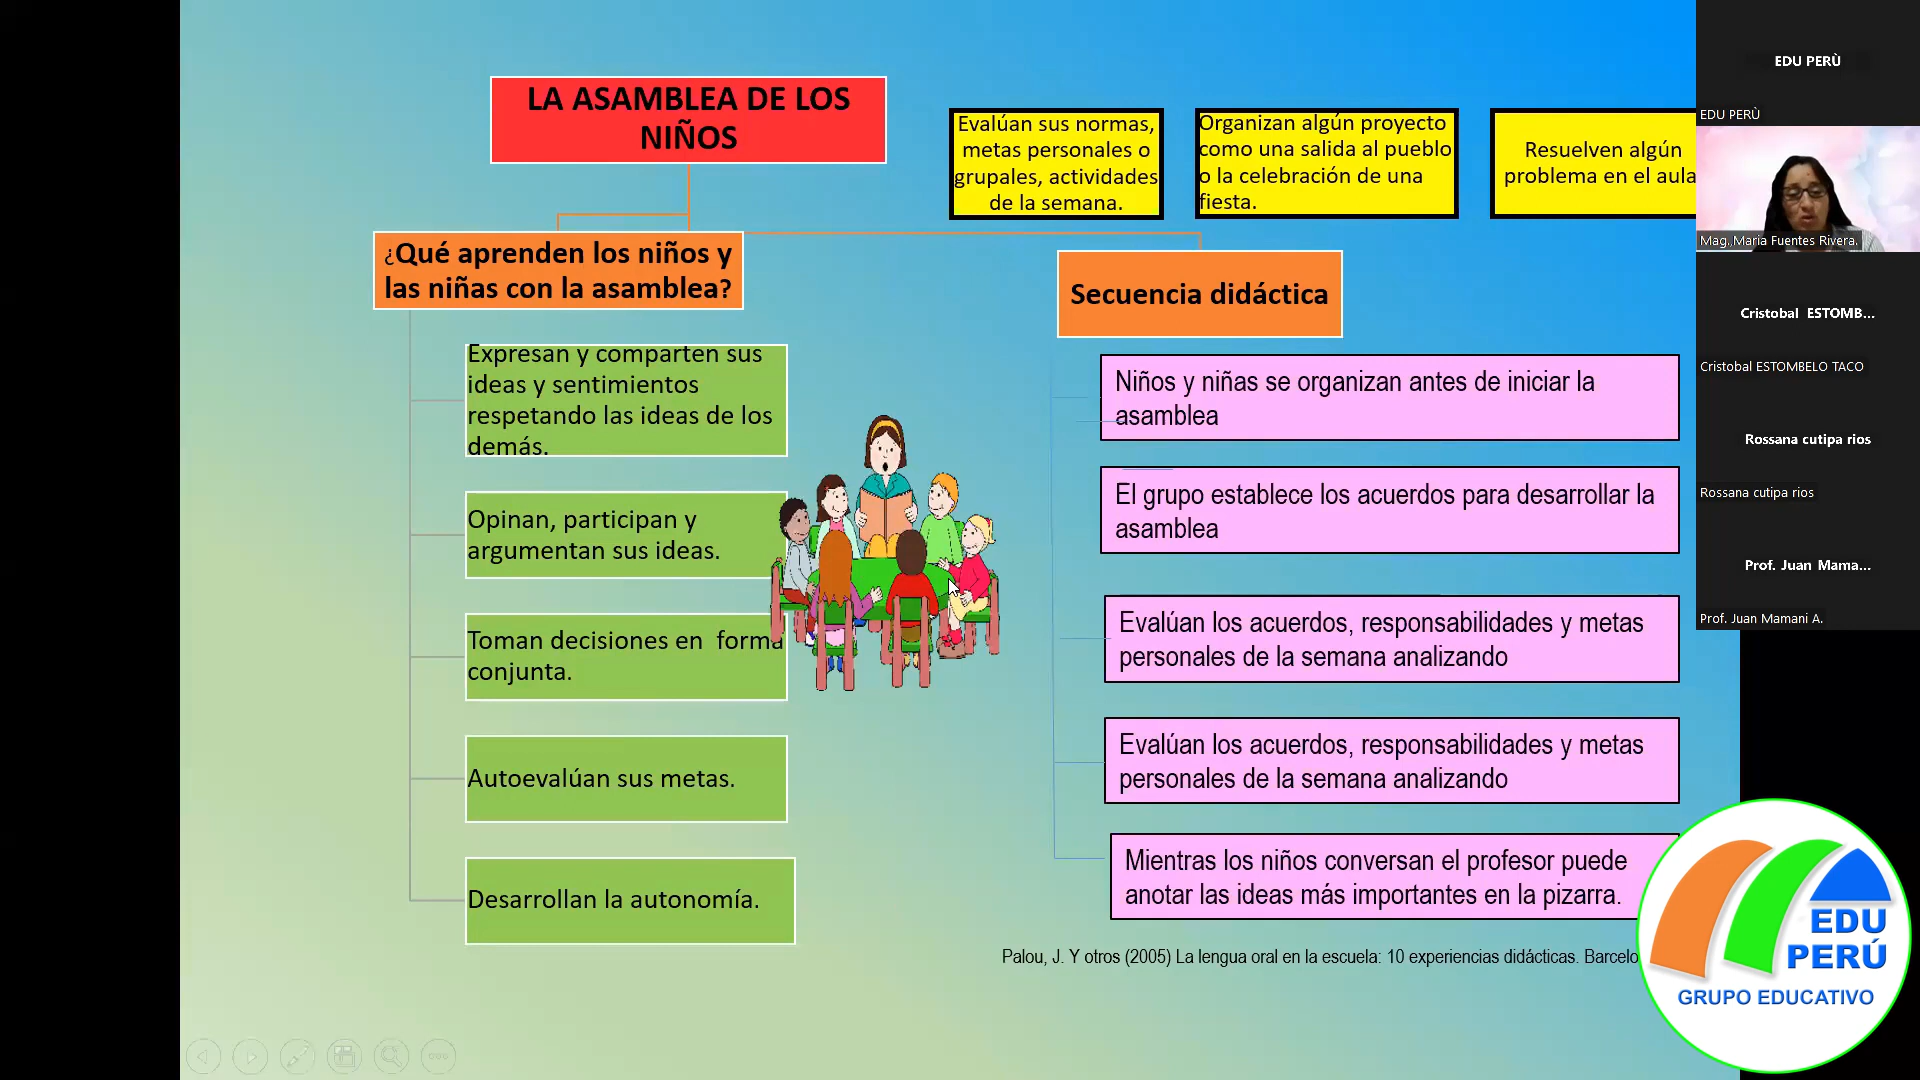 LA ASAMBLEA DE LOS
NIÑOS
Evalúan sus normas,
metas personales o
grupales, actividades
de la semana.
Organizan algún proyecto
como una salida al pueblo
o la celebración de una
fiesta.
Resuelven algún
problema en el aula
¿Qué aprenden los niños y
las niñas con la asamblea?
Expresan y comparten sus
ideas y sentimientos
respetando las ideas de los
demás.
Opinan, participan y
argumentan sus ideas.
Toman decisiones en  forma
conjunta.
Autoevalúan sus metas.
Desarrollan la autonomía.
Secuencia didáctica
Niños y niñas se organizan antes de iniciar la
asamblea
El grupo establece los acuerdos para desarrollar la
asamblea
Evalúan los acuerdos, responsabilidades y metas
personales de la semana analizando
Evalúan los acuerdos, responsabilidades y metas
personales de la semana analizando
Mientras los niños conversan el profesor puede
anotar las ideas más importantes en la pizarra.
Palou, J. Y otros (2005) La lengua oral en la escuela: 10 experiencias didácticas. Barcelo
EDU PERÙ
EDU PERÙ
Mag.,Maria Fuentes Rivera.
Cristobal ESTOMB...
Cristobal ESTOMBELO TACO
Rossana cutipa rios
Rossana cutipa rios
Prof. Juan Mama...
Prof. Juan Mamani A.
EDU
PERÚ
GRUPO EDUCATIVO